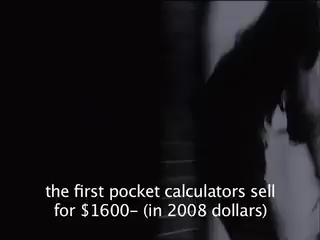 the first pocket calculators sell
for $1600- (in 2008 dollars)